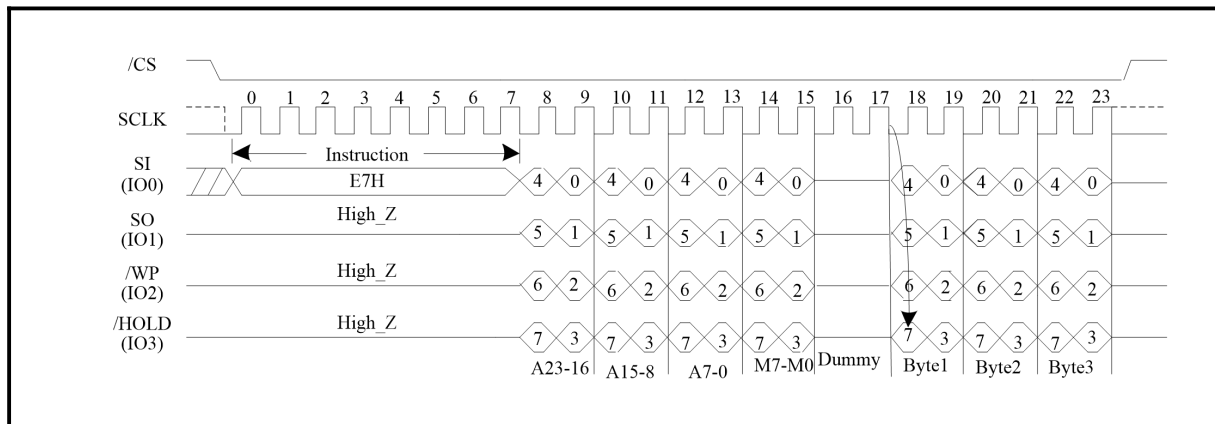 /CS
0 1 2 3 4 5 6 7 8 9 10 11 12 13 14 15 16 17 18 19 20 21 22 23
SCLK
Instruction
SI
(IO0)
E7H
4 0 4 0 4 0 4 0 4 0 4 0 4 0
High_Z
SO
(IO1)
5 1 5 1 5 1 5 1 5 1 5 1 5 1
High_Z
/WP
(IO2)
6 2 6 2 6 2 6 2 6 2 6 2 6 2
High_Z
/HOLD
(IO3)
7 3 7 3 7 3 7 3 7 3 7 3 7 3
A23-16 A15-8 A7-0 M7-M0 Dummy Byte1 Byte2 Byte3